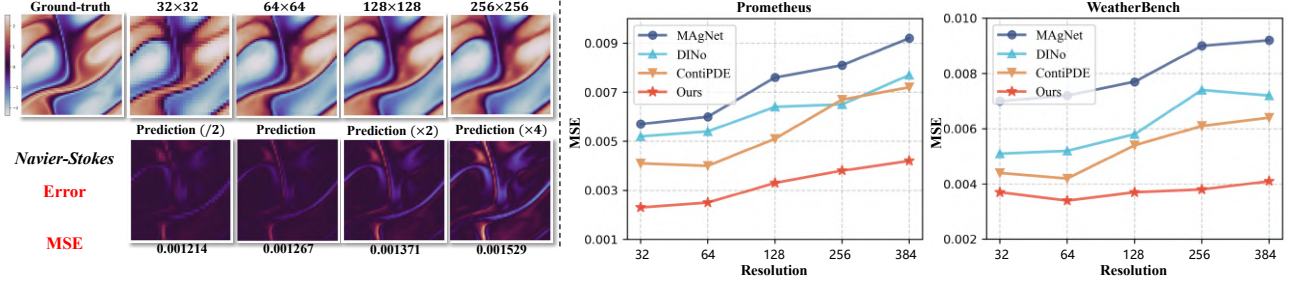 Ground-truth
32×32
64×64
128×128
256×256
Prediction (/2)
Prediction
Prediction (×2)
Prediction (×4)
Navier-Stokes
Error
MSE
0.001214
0.001267
0.001371
0.001529
Prometheus
MSE
0.009
0.007
0.005
0.003
0.001
MAgNet
DINo
ContiPDE
Ours
32
64
128
256
384
Resolution
WeatherBench
MSE
0.010
0.008
0.006
0.004
0.002
MAgNet
DINo
ContiPDE
Ours
32
64
128
256
384
Resolution